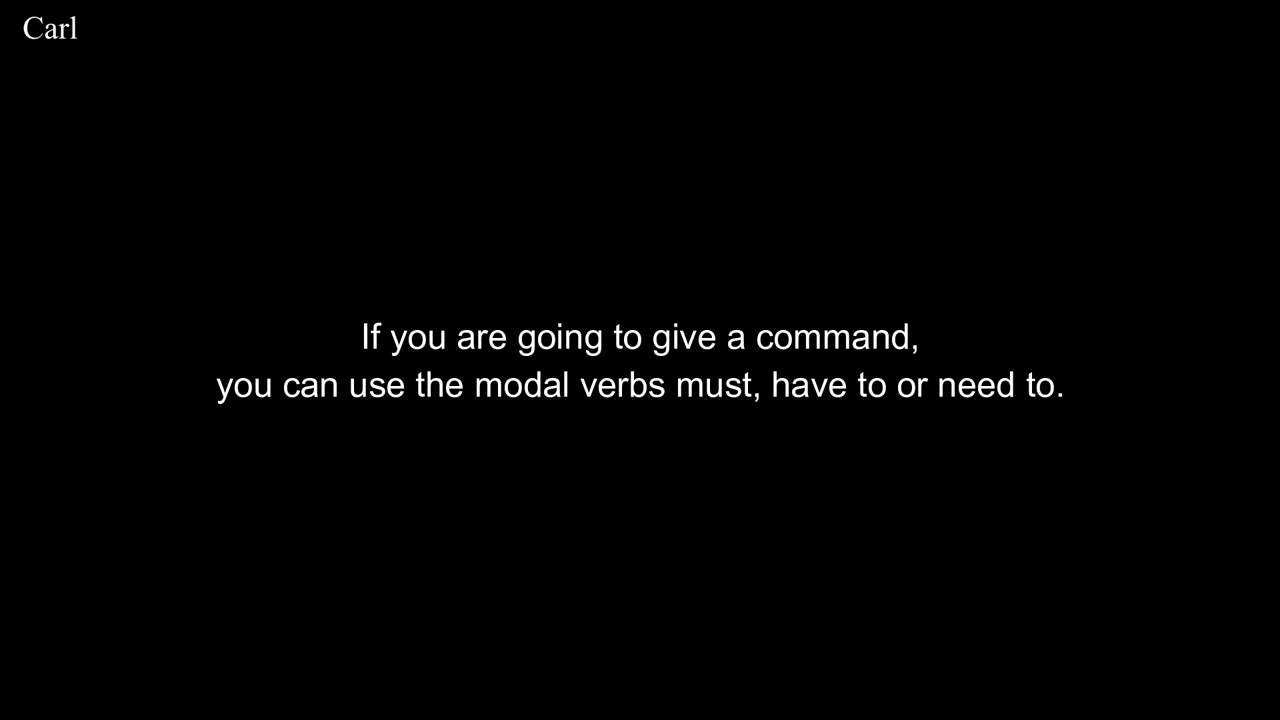 Carl
If you are going to give a command,
you can use the modal verbs must, have to or need to.